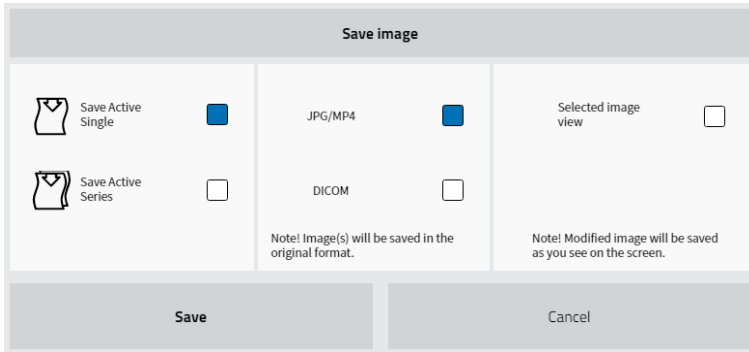 Save image
Save Active
Single
Save Active
Series
JPG/MP4
DICOM
Note! Image(s) will be saved in the
original format.
Selected image
view
Note! Modified image will be saved
as you see on the screen.
Save
Cancel